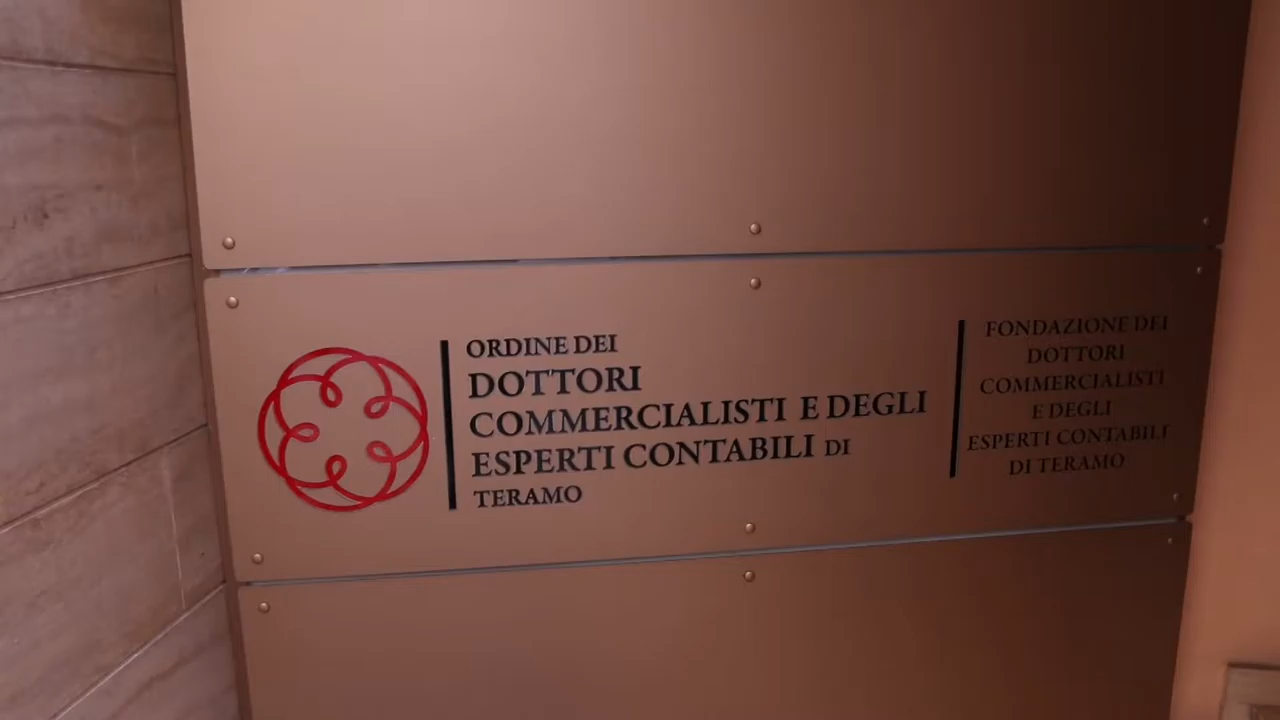 ORDINE DEI
DOTTORI
COMMERCIALISTI E DEGLI
ESPERTI CONTABILI DI
TERAMO
FONDAZIONE DEI
DOTTORI
COMMERCIALISTI
E DEGLI
ESPERTI CONTABILI
DI TERAMO